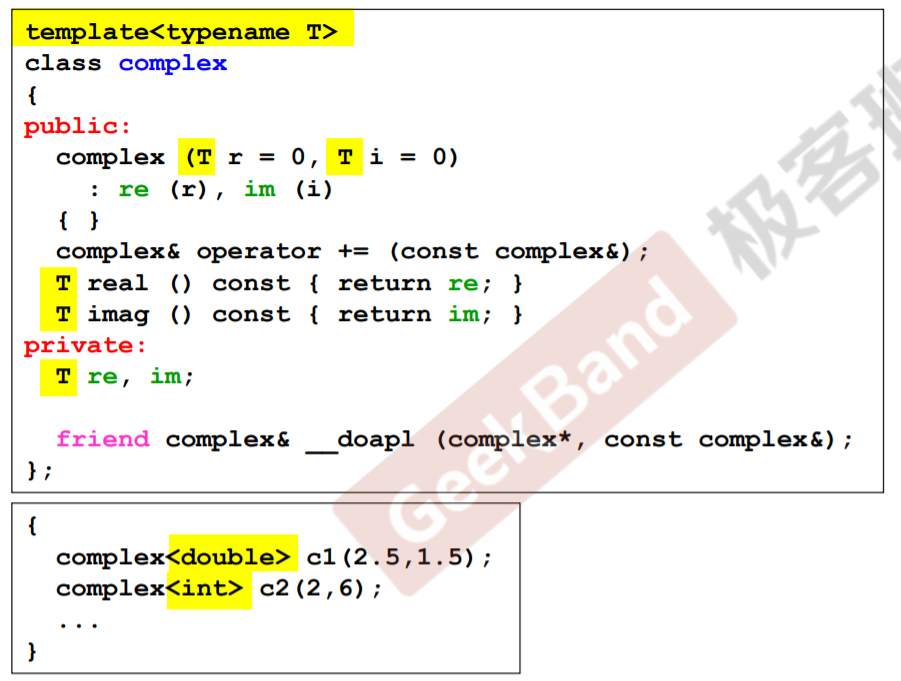 template<typename T>
class complex
{
public:
  complex (T r = 0, T i = 0)
    : re (r), im (i)
  { }
  complex& operator += (const complex&);
  T real () const { return re; }
  T imag () const { return im; }
private:
  T re, im;
  friend complex& __doapl (complex*, const complex&);
};
GeekBand 极客班
{
  complex<double> c1(2.5,1.5);
  complex<int> c2(2,6);
  ...
}